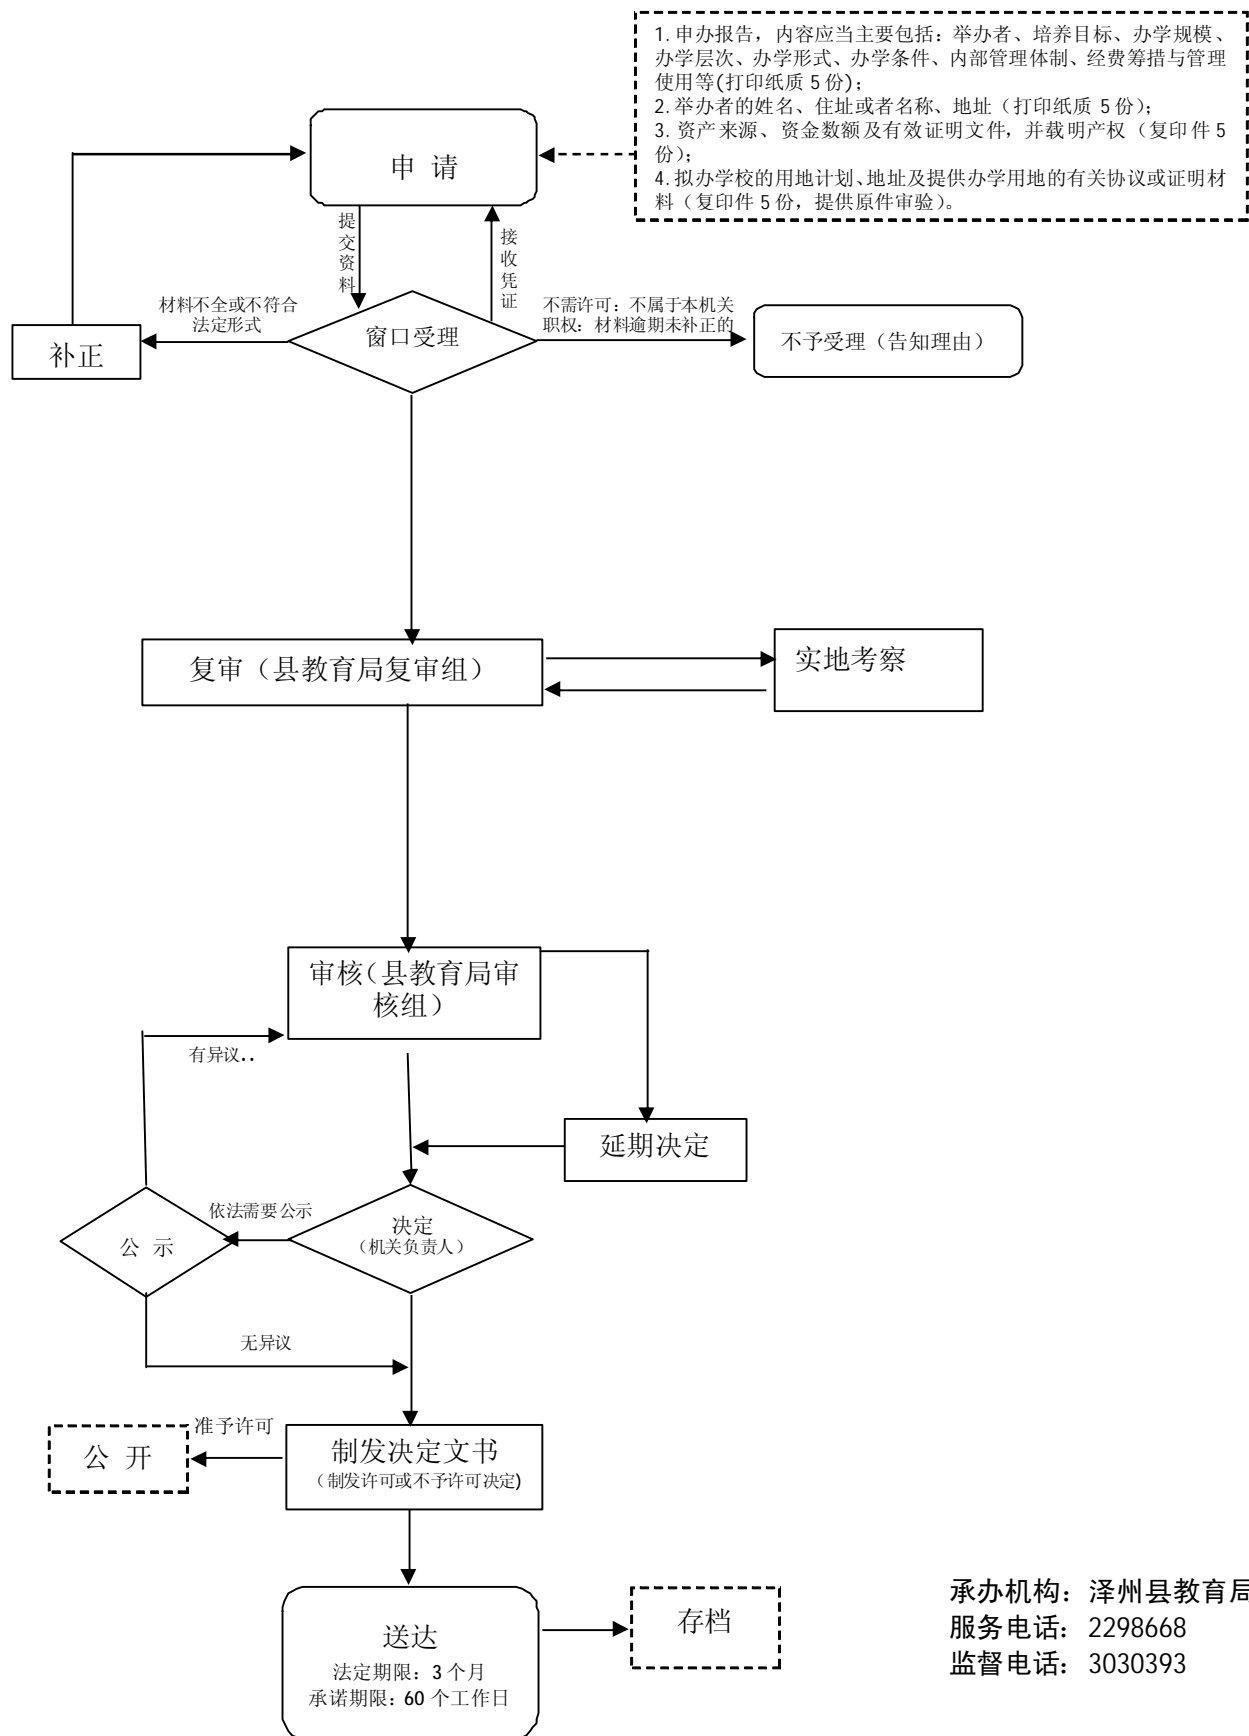 1.申办报告，内容应当主要包括：举办者、培养目标、办学规模、
办学层次、办学形式、办学条件、内部管理体制、经费筹措与管理
使用等(打印纸质 5 份)；
2.举办者的姓名、住址或者名称、地址（打印纸质 5 份）；
3.资产来源、资金数额及有效证明文件，并载明产权（复印件 5
份）；
4.拟办学校的用地计划、地址及提供办学用地的有关协议或证明材
料（复印件 5 份，提供原件审验）。
申 请
提交资料
接收凭证
材料不全或不符合
法定形式
补正
窗口受理
不需许可：不属于本机关
职权：材料逾期未补正的
不予受理（告知理由）
复审（县教育局复审组）
实地考察
审核（县教育局审
核组）
有异议..
延期决定
依法需要公示
公 示
决定
（机关负责人）
无异议
准予许可
公 开
制发决定文书
（制发许可或不予许可决定)
送达
法定期限：3 个月
承诺期限：60 个工作日
存档
承办机构：泽州县教育局
服务电话：2298668
监督电话：3030393